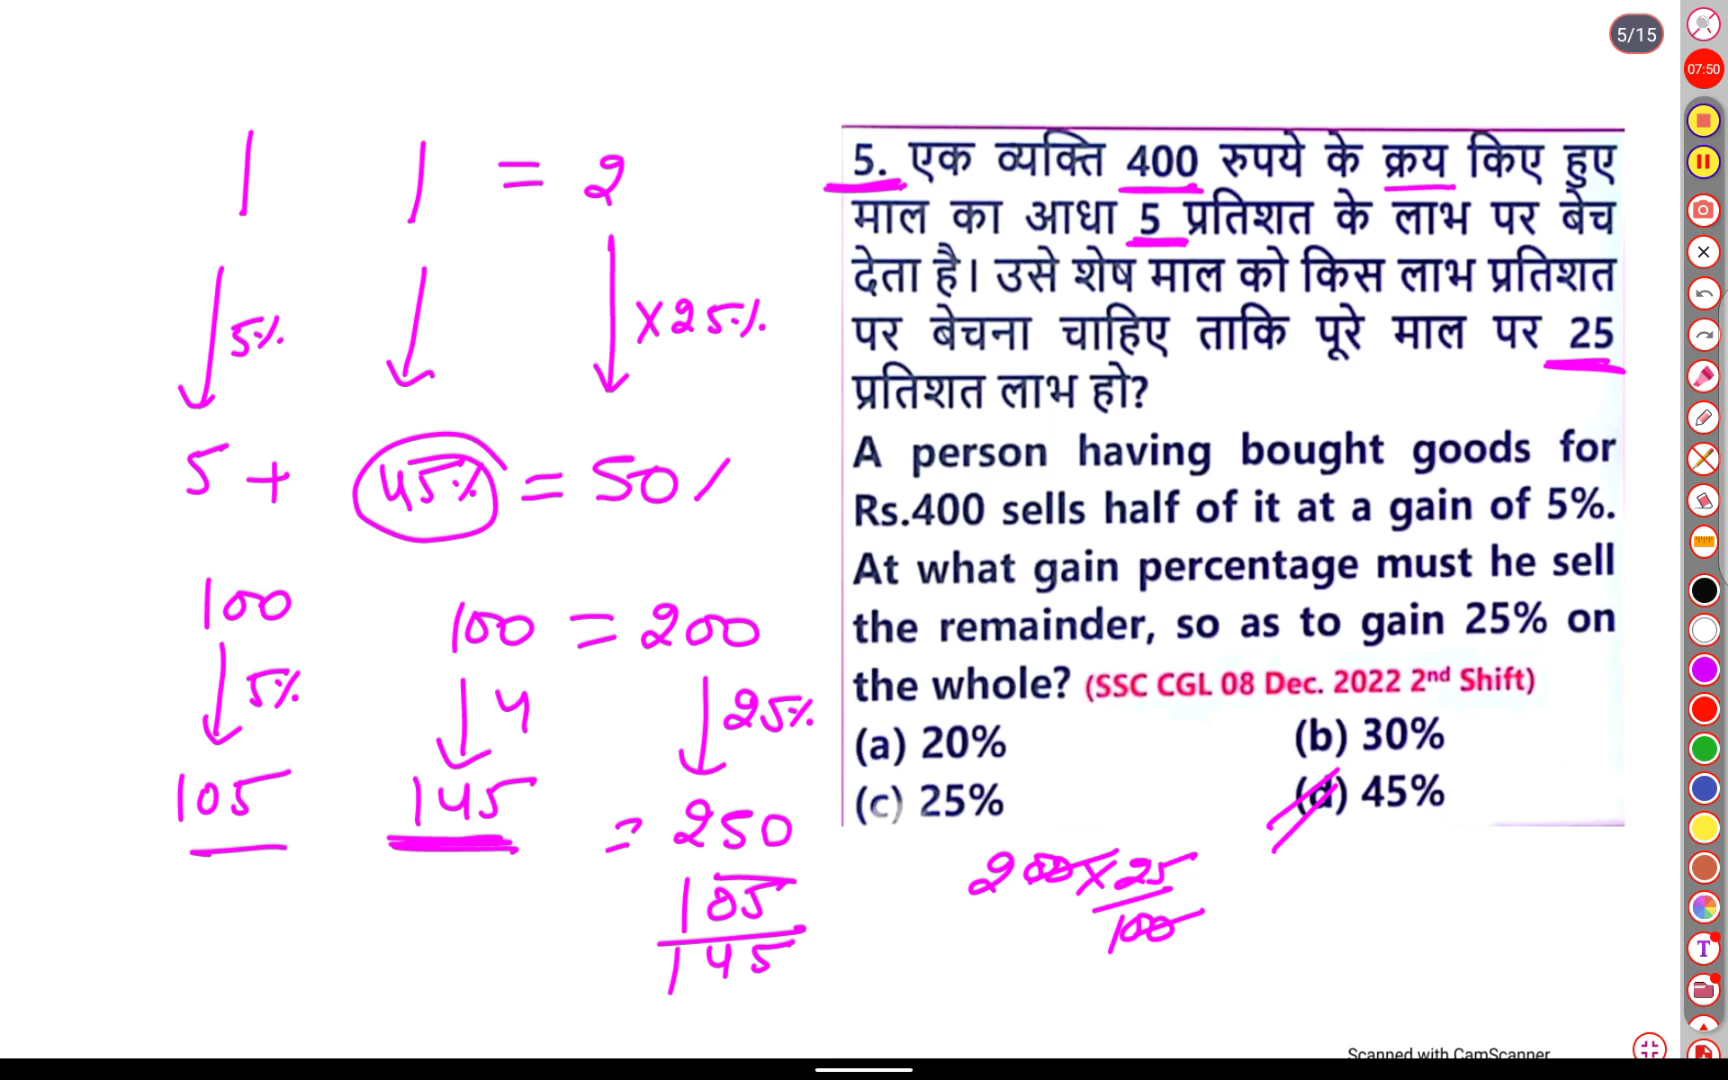 5/15
07:50
1 1 = 2
5% ×25%
5 + 45% = 50/
100 100 = 200
5% 4 25%
105 145 = 250
105
145
5. एक व्यक्ति 400 रुपये के क्रय किए हुए
माल का आधा 5 प्रतिशत के लाभ पर बेच
देता है। उसे शेष माल को किस लाभ प्रतिशत
पर बेचना चाहिए ताकि पूरे माल पर 25
प्रतिशत लाभ हो?
A person having bought goods for
Rs.400 sells half of it at a gain of 5%.
At what gain percentage must he sell
the remainder, so as to gain 25% on
the whole? (SSC CGL 08 Dec. 2022 2nd Shift)
(a) 20% (b) 30%
(c) 25% (d) 45%
200×25
100
T
Scanned with CamScanner